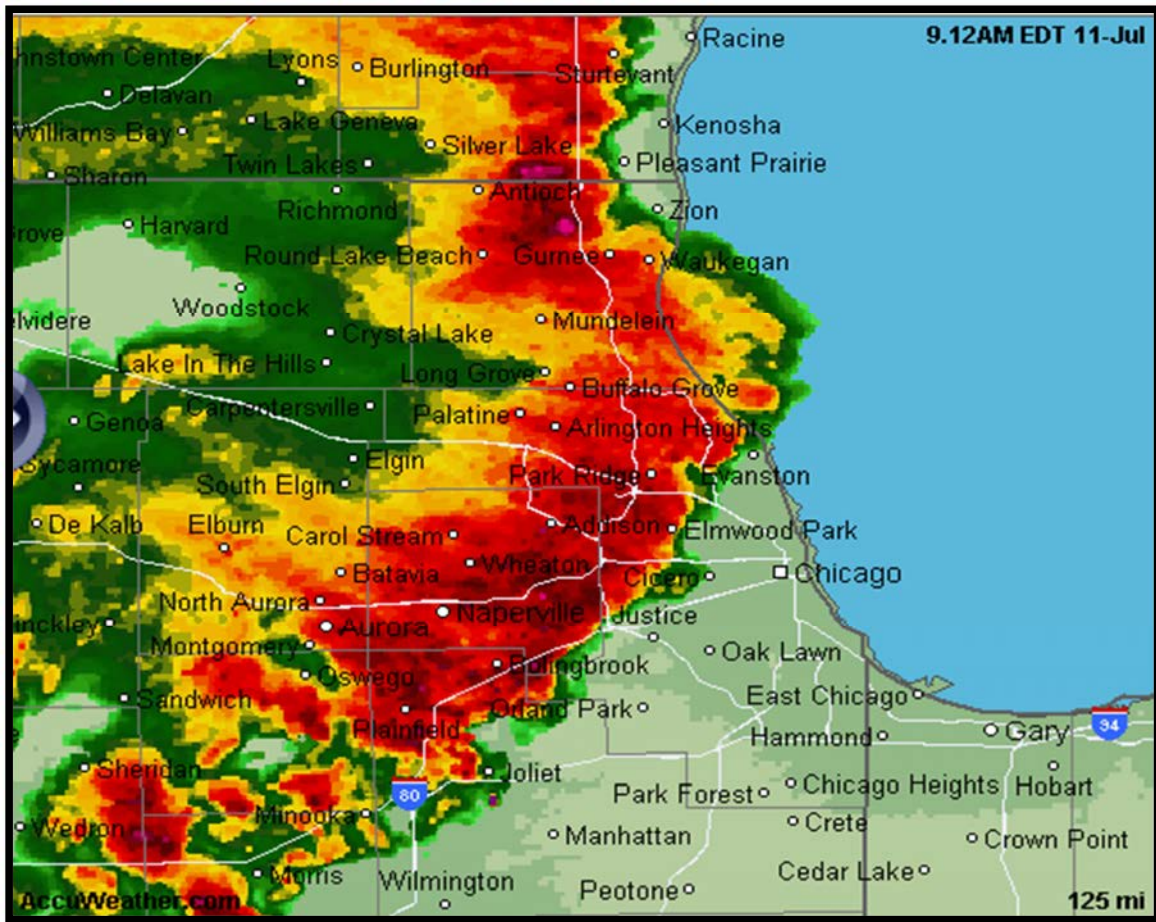 Racine
9.12AM EDT 11-Jul
hnstown Center
Lyons
Burlington
Sturtevant
Delavan
Lake Geneva
Kenosha
Williams Bay
Silver Lake
Twin Lakes
Pleasant Prairie
Sharon
Antioch
Richmond
Zion
Harvard
rove
Round Lake Beach
Gurnee
Waukegan
Woodstock
elvidere
Mundelein
Crystal Lake
Lake In The Hills
Long Grove
Buffalo Grove
Carpentersville
Palatine
Genoa
Arlington Heights
Elgin
Sycamore
Park Ridge
Evanston
South Elgin
De Kalb
Elburn
Carol Stream
Addison
Elmwood Park
Batavia
Wheaton
Cicero
Chicago
North Aurora
Naperville
Justice
inckley
Aurora
Montgomery
Oak Lawn
Bolingbrook
Oswego
Sandwich
East Chicago
Plainfield
Orland Park
94
Hammond
Gary
Sheridan
Joliet
Chicago Heights
Hobart
80
Park Forest
Minooka
Wedron
Manhattan
Crete
Crown Point
Morris
Wilmington
Cedar Lake
Peotone
AccuWeather.com
125 mi